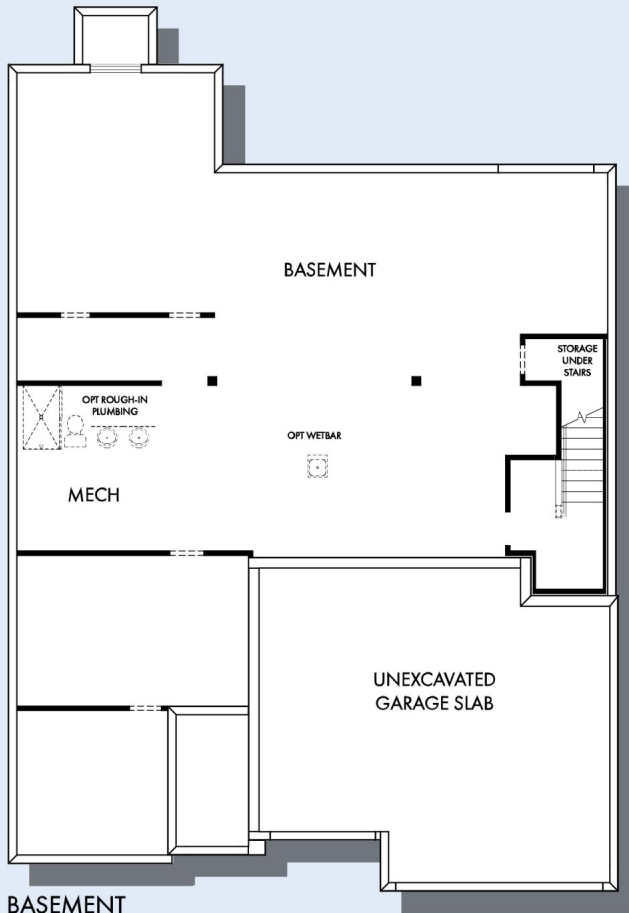 BASEMENT
STORAGE
UNDER
STAIRS
OPT ROUGH-IN
PLUMBING
OPT WETBAR
MECH
UNEXCAVATED
GARAGE SLAB
BASEMENT